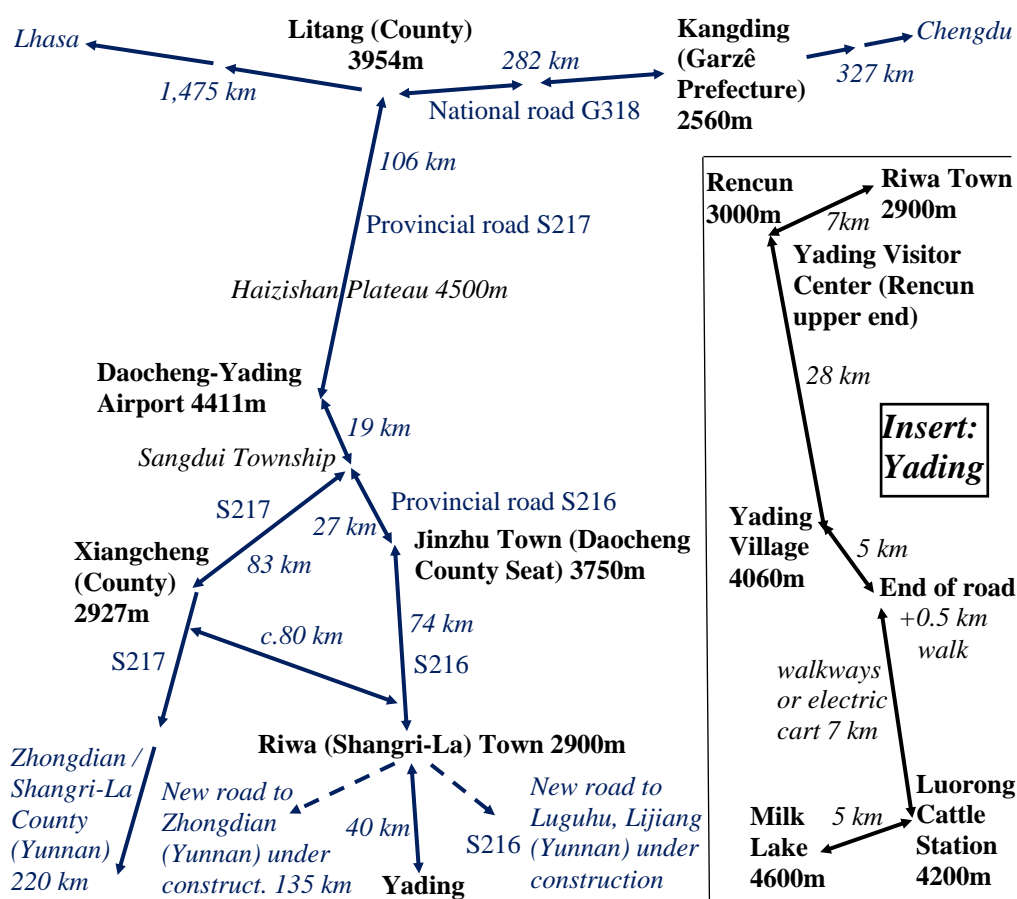 Lhasa
1,475 km
Litang (County)
3954m
282 km
National road G318
Kangding
(Garzê
Prefecture)
2560m
Chengdu
327 km
106 km
Provincial road S217
Haizishan Plateau 4500m
Daocheng-Yading
Airport 4411m
19 km
Sangdui Township
S217
83 km
Provincial road S216
27 km
Jinzhu Town (Daocheng
County Seat) 3750m
Xiangcheng
(County)
2927m
c.80 km
74 km
S216
S217
Riwa (Shangri-La) Town 2900m
Zhongdian /
Shangri-La
County
(Yunnan)
220 km
New road to
Zhongdian
(Yunnan) under
construct. 135 km
40 km
Yading
S216
New road to
Luguhu, Lijiang
(Yunnan) under
construction
Rencun
3000m
7km
Riwa Town
2900m
Yading Visitor
Center (Rencun
upper end)
28 km
Insert:
Yading
Yading
Village
4060m
5 km
End of road
+0.5 km
walk
walkways
or electric
cart 7 km
Milk
Lake
4600m
5 km
Luorong
Cattle
Station
4200m